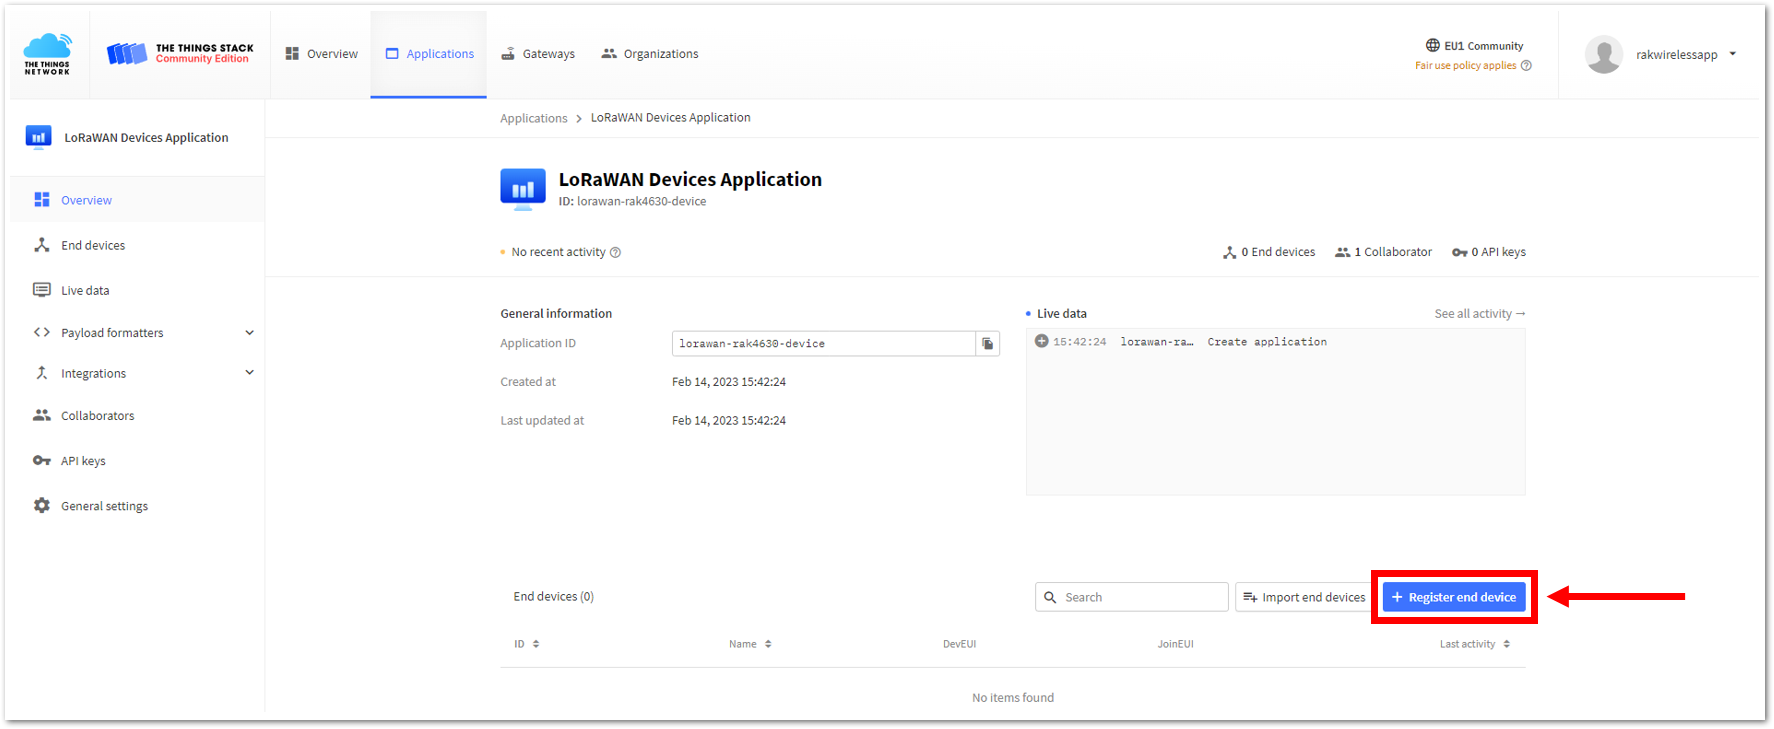 THE THINGS
NETWORK
THE THINGS STACK
Community Edition
Overview
Applications
Gateways
Organizations
EU1 Community
Fair use policy applies
rakwirelessapp
LoRaWAN Devices Application
Overview
End devices
Live data
Payload formatters
Integrations
Collaborators
API keys
General settings
Applications > LoRaWAN Devices Application
LoRaWAN Devices Application
ID: lorawan-rak4630-device
No recent activity
0 End devices
1 Collaborator
0 API keys
General information
Application ID
lorawan-rak4630-device
Created at
Feb 14, 2023 15:42:24
Last updated at
Feb 14, 2023 15:42:24
Live data
See all activity →
15:42:24 lorawan-ra… Create application
End devices (0)
Search
Import end devices
+ Register end device
ID
Name
DevEUI
JoinEUI
Last activity
No items found